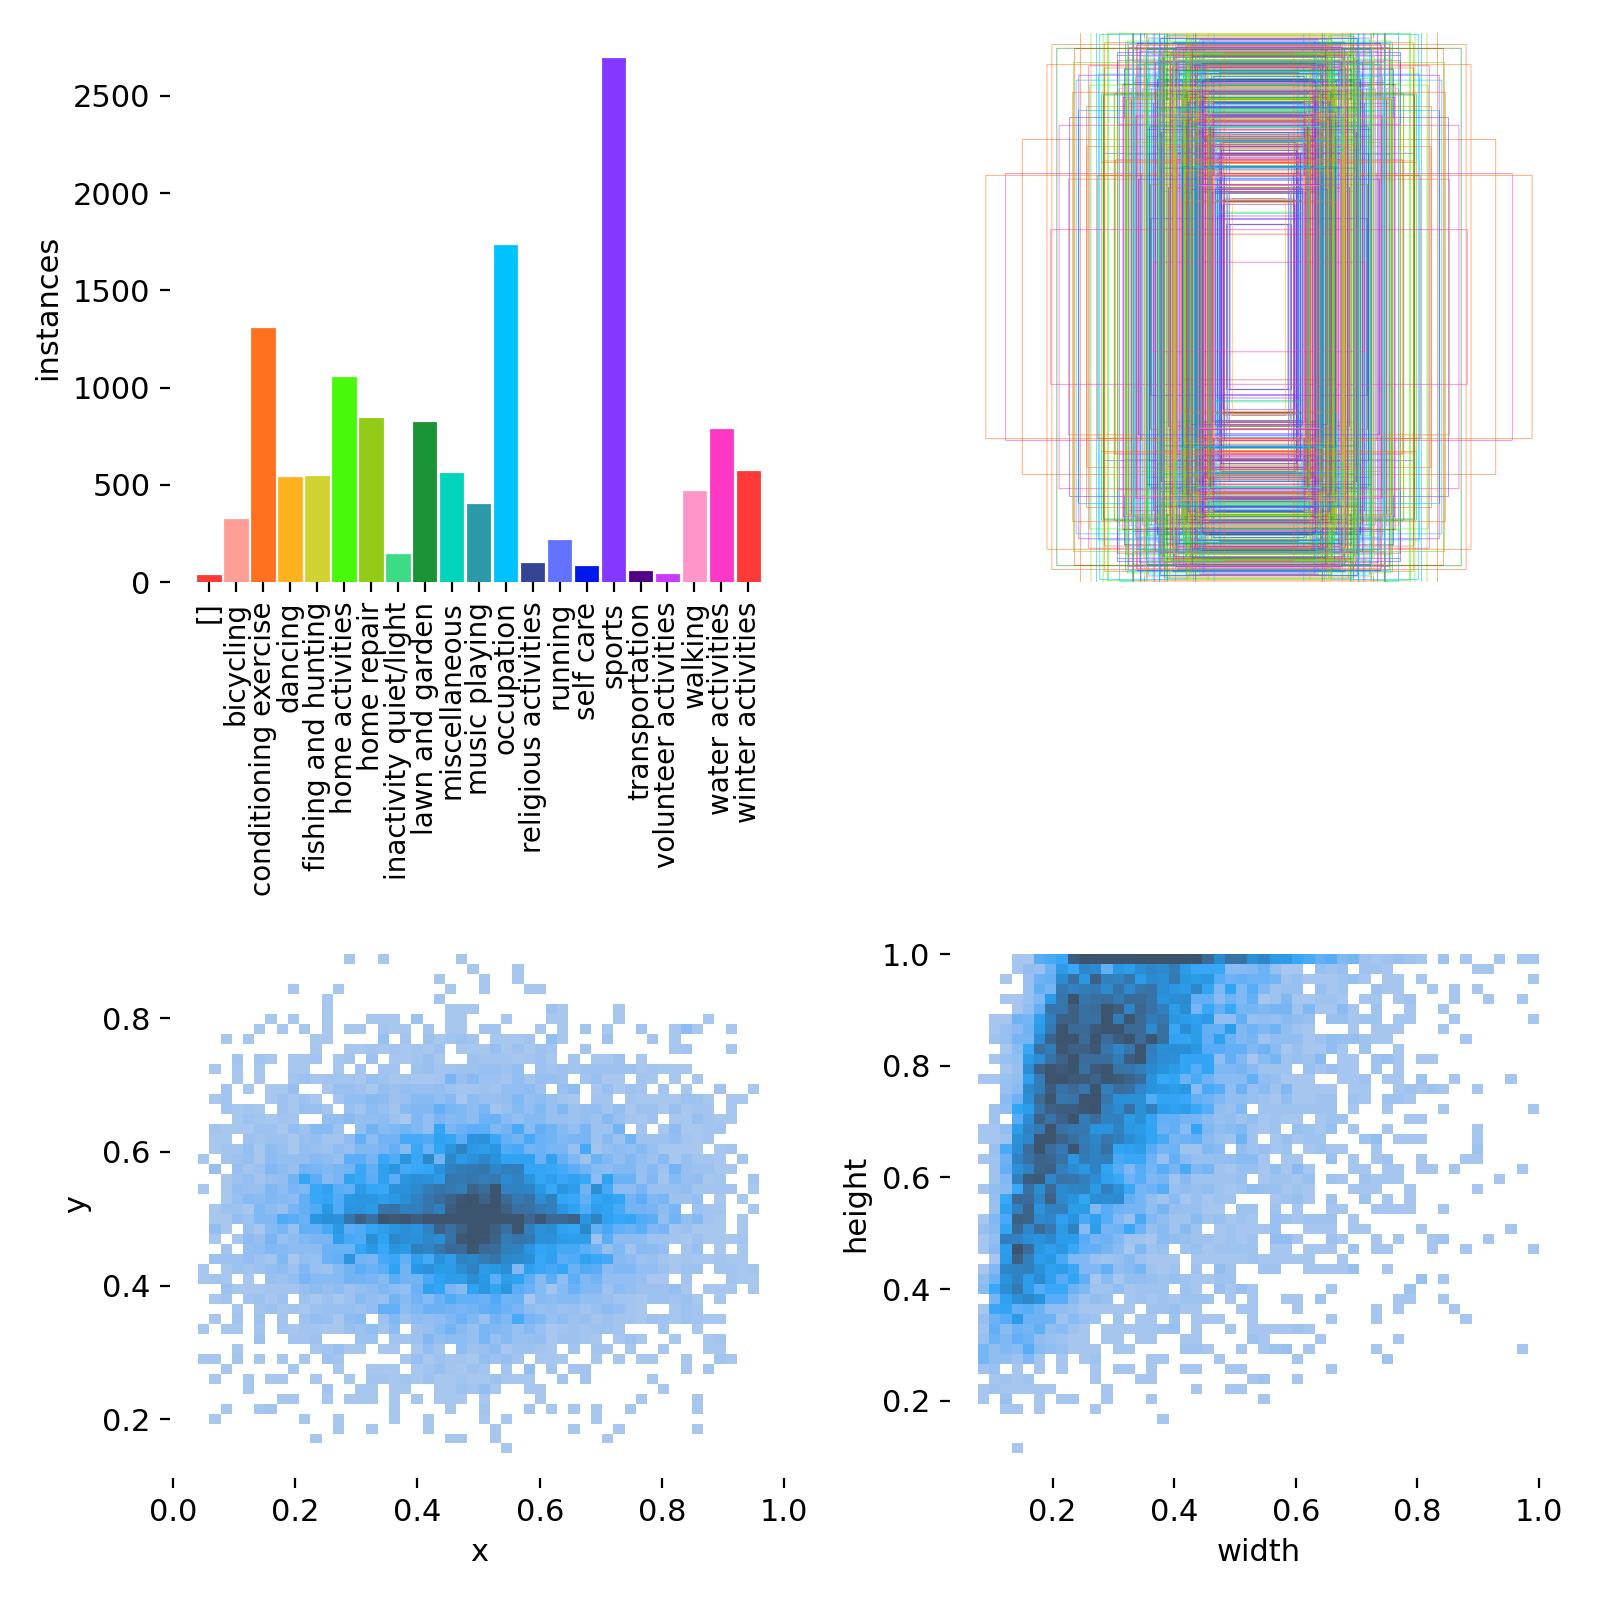 instances
2500
2000
1500
1000
500
0
[]
bicycling
conditioning exercise
dancing
fishing and hunting
home activities
home repair
inactivity quiet/light
lawn and garden
miscellaneous
music playing
occupation
religious activities
running
self care
sports
transportation
volunteer activities
walking
water activities
winter activities
y
0.8
0.6
0.4
0.2
0.0 0.2 0.4 0.6 0.8 1.0
x
height
1.0
0.8
0.6
0.4
0.2
0.2 0.4 0.6 0.8 1.0
width